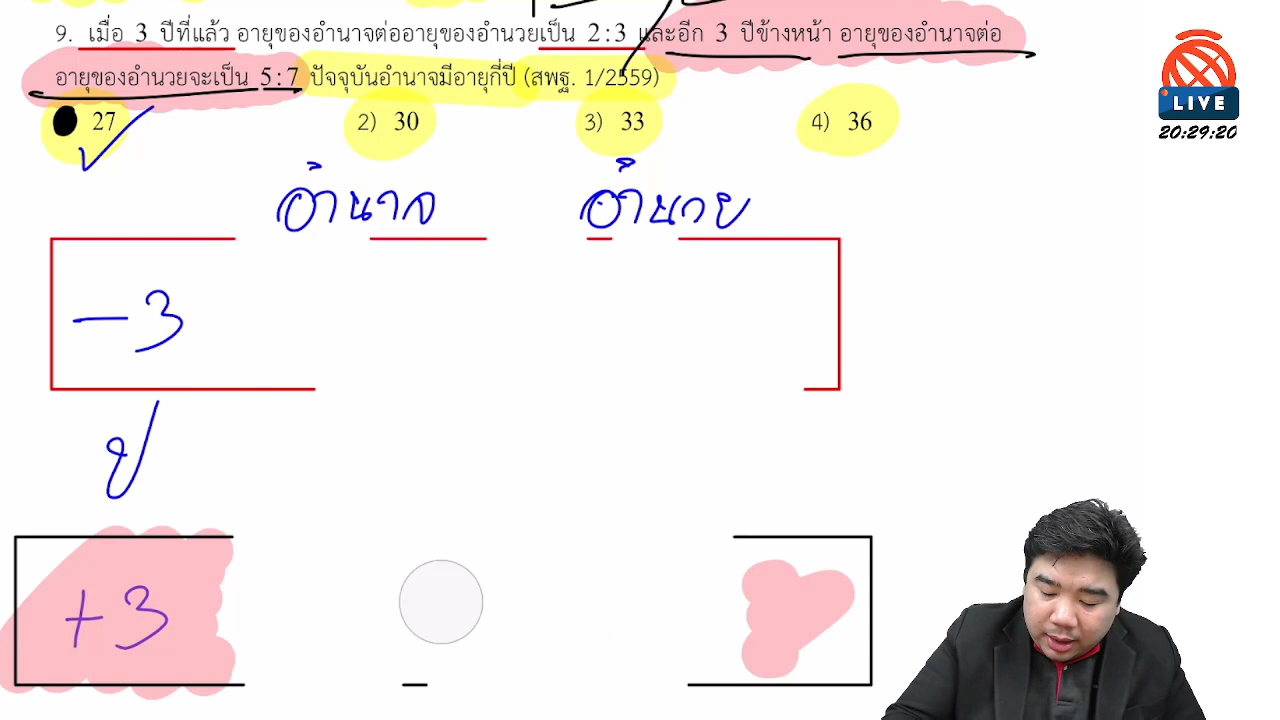 9. เมื่อ 3 ปีที่แล้ว อายุของอำนาจต่ออายุของอำนวยเป็น 2:3 และอีก 3 ปีข้างหน้า อายุของอำนาจต่อ
อายุของอำนวยจะเป็น 5:7 ปัจจุบันอำนาจมีอายุกี่ปี (สพฐ. 1/2559)
27 2) 30 3) 33 4) 36
LIVE
20:29:20
อำนาจ อำนวย
-3
ป
+3